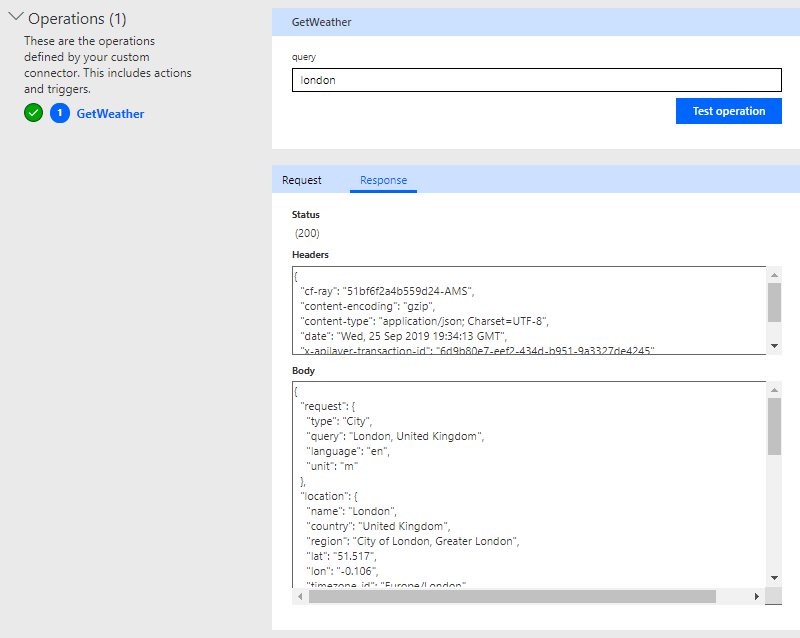 Operations (1)
These are the operations
defined by your custom
connector. This includes actions
and triggers.
1 GetWeather
GetWeather
query
london
Test operation
Request Response
Status
(200)
Headers
{
"cf-ray": "51bf6f2a4b559d24-AMS",
"content-encoding": "gzip",
"content-type": "application/json; Charset=UTF-8",
"date": "Wed, 25 Sep 2019 19:34:13 GMT",
"x-apilayer-transaction-id": "6d9b80e7-eef2-434d-b951-9a3327de4245"
Body
{
"request": {
"type": "City",
"query": "London, United Kingdom",
"language": "en",
"unit": "m"
},
"location": {
"name": "London",
"country": "United Kingdom",
"region": "City of London, Greater London",
"lat": "51.517",
"lon": "-0.106",
"timezone_id": "Europe/London"